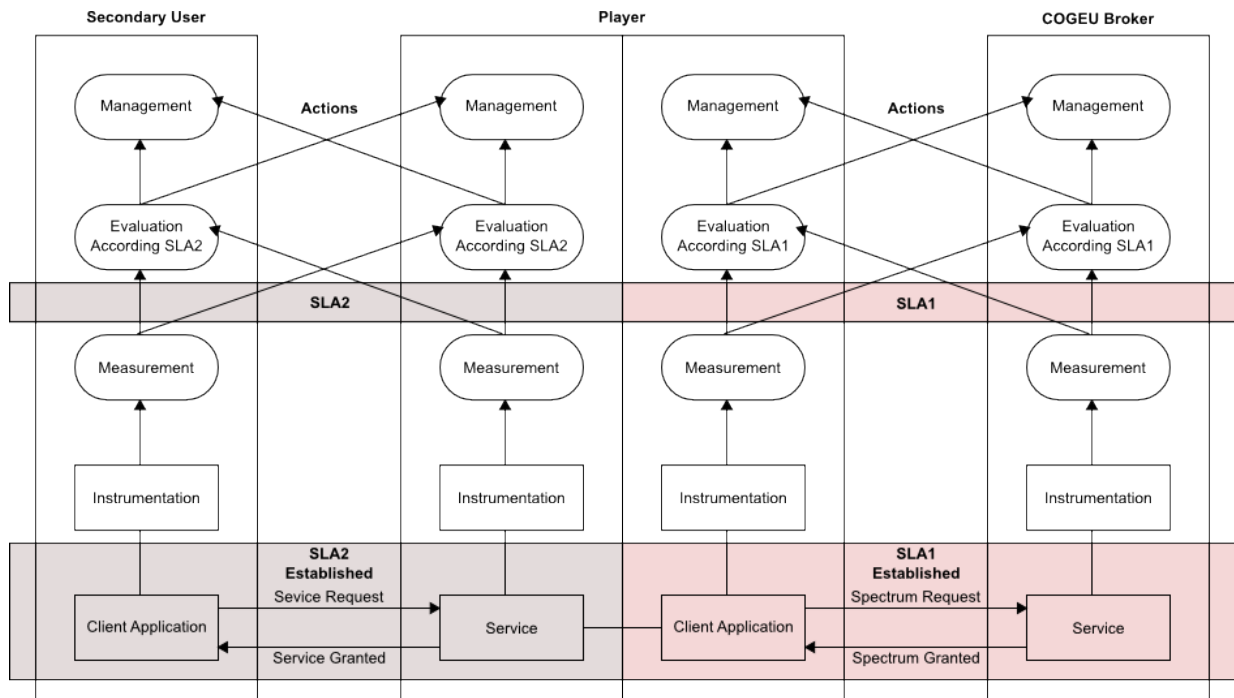 Secondary User
Player
COGEU Broker
Management
Actions
Management
Management
Actions
Management
Evaluation
According SLA2
Evaluation
According SLA2
Evaluation
According SLA1
Evaluation
According SLA1
SLA2
SLA1
Measurement
Measurement
Measurement
Measurement
Instrumentation
Instrumentation
Instrumentation
Instrumentation
SLA2
Established
SLA1
Established
Client Application
Sevice Request
Service Granted
Service
Client Application
Spectrum Request
Spectrum Granted
Service